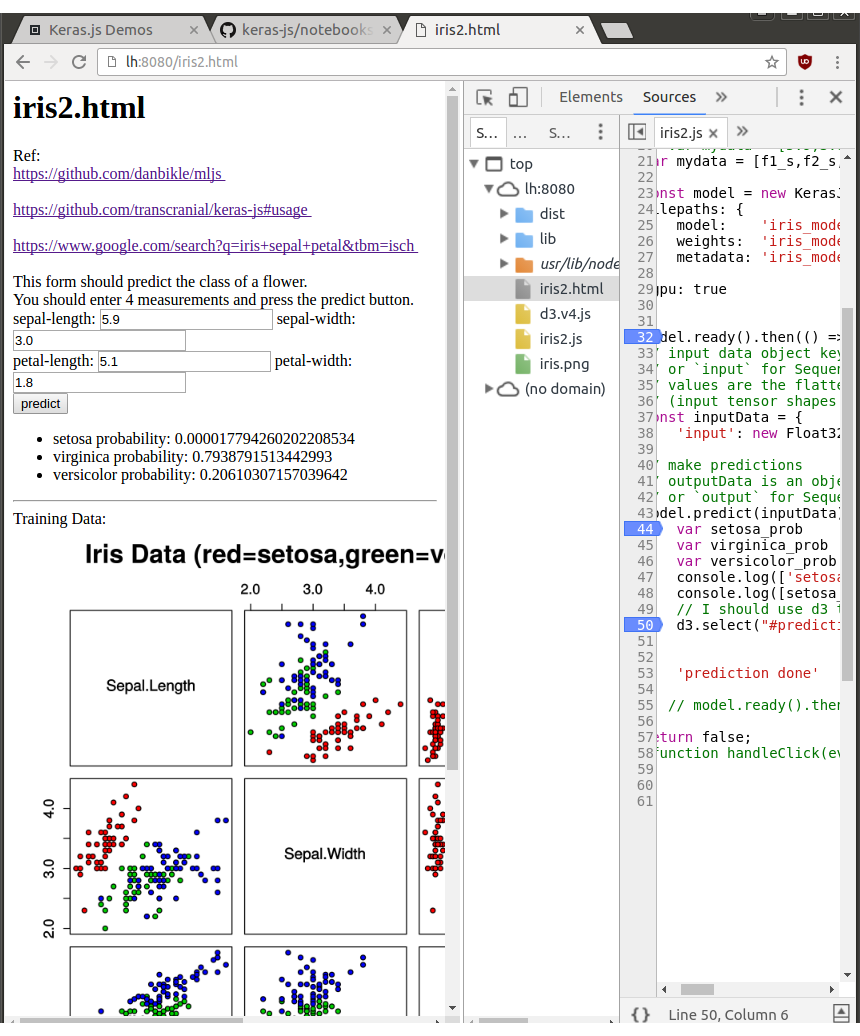 Keras.js Demos
keras-js/notebooks
iris2.html
lh:8080/iris2.html
iris2.html
Ref:
https://github.com/danbikle/mljs
https://github.com/transcranial/keras-js#usage
https://www.google.com/search?q=iris+sepal+petal&tbm=isch
This form should predict the class of a flower.
You should enter 4 measurements and press the predict button.
sepal-length: 5.9 sepal-width:
3.0
petal-length: 5.1 petal-width:
1.8
predict
• setosa probability: 0.000017794260202208534
• virginica probability: 0.7938791513442993
• versicolor probability: 0.20610307157039642
Training Data:
Iris Data (red=setosa,green=v
2.0 3.0 4.0
Sepal.Length
4.0
3.0
2.0
Sepal.Width
Elements Sources »
S... ... S...
top
lh:8080
dist
lib
usr/lib/node
iris2.html
d3.v4.js
iris2.js
iris.png
(no domain)
iris2.js × »
21 ar mydata = [f1_s,f2_s,
22
23 onst model = new KerasJ
24 ilepaths: {
25 model: 'iris_mode
26 weights: 'iris_mode
27 metadata: 'iris_mode
28
29 gpu: true
30
31
32 odel.ready().then(() =>
33 / input data object key
34 / or `input` for Sequen
35 / values are the flatte
36 / (input tensor shapes
37 onst inputData = {
38 'input': new Float32
39
40 / make predictions
41 / outputData is an obje
42 / or `output` for Seque
43 odel.predict(inputData)
44 var setosa_prob
45 var virginica_prob
46 var versicolor_prob
47 console.log(['setosa
48 console.log([setosa_
49 // I should use d3 t
50 d3.select("#predicti
51
52
53 'prediction done'
54
55 // model.ready().then
56
57 eturn false;
58 function handleClick(ev
59
60
61
{} Line 50, Column 6